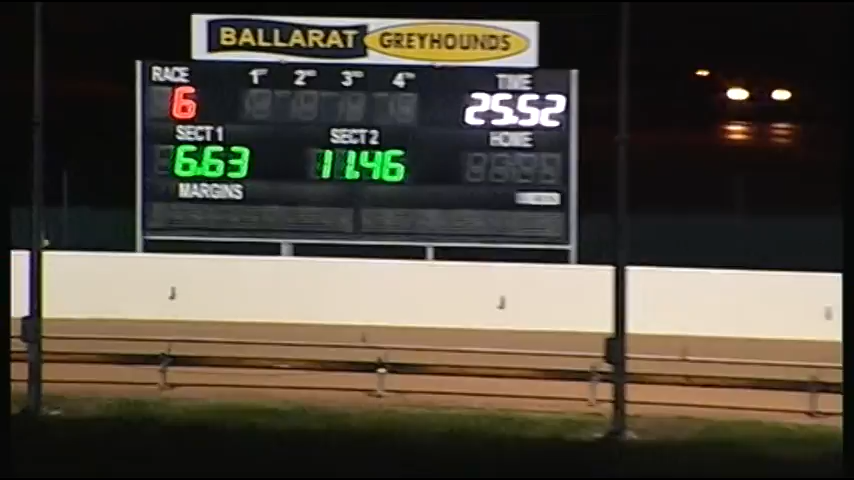 BALLARAT GREYHOUNDS
RACE 1ST 2ND 3RD 4TH TIME
6 25.52
SECT 1 SECT 2 HOME
6.63 11.46
MARGINS